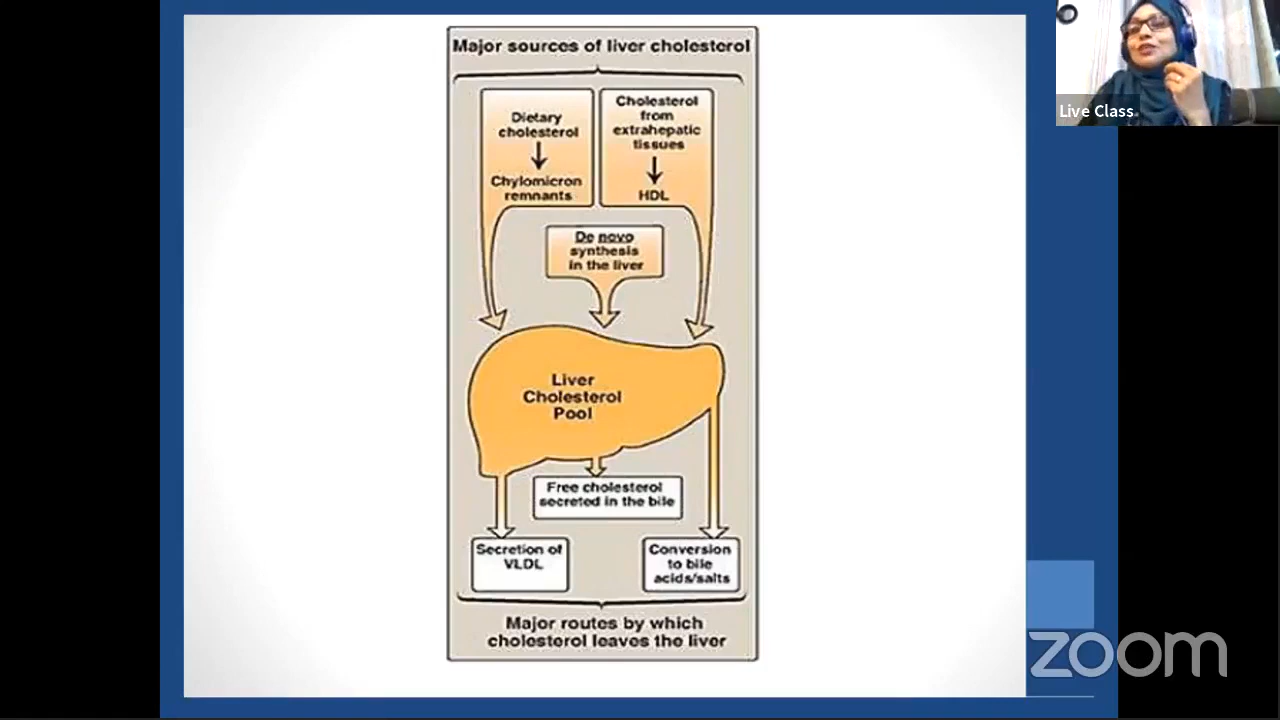 Major sources of liver cholesterol
Dietary
cholesterol
Chylomicron
remnants
Cholesterol
from
extrahepatic
tissues
HDL
De novo
synthesis
in the liver
Liver
Cholesterol
Pool
Free cholesterol
secreted in the bile
Secretion of
VLDL
Conversion
to bile
acids/salts
Major routes by which
cholesterol leaves the liver
Live Class
zoom